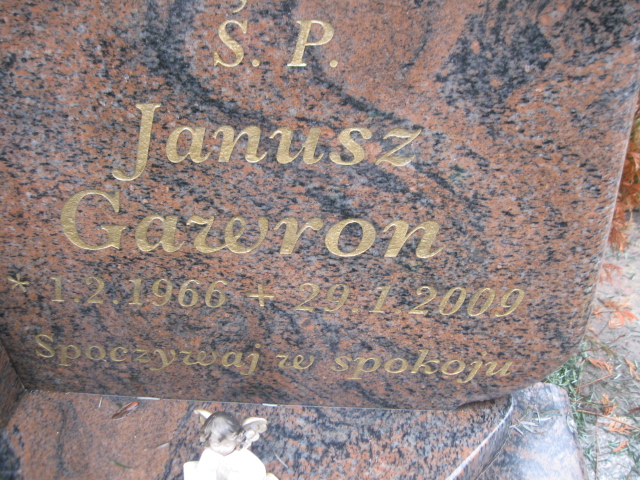 Ś. P.
Janusz
Gawron
* 1.2.1966 + 29.1.2009
Spoczywaj w spokoju